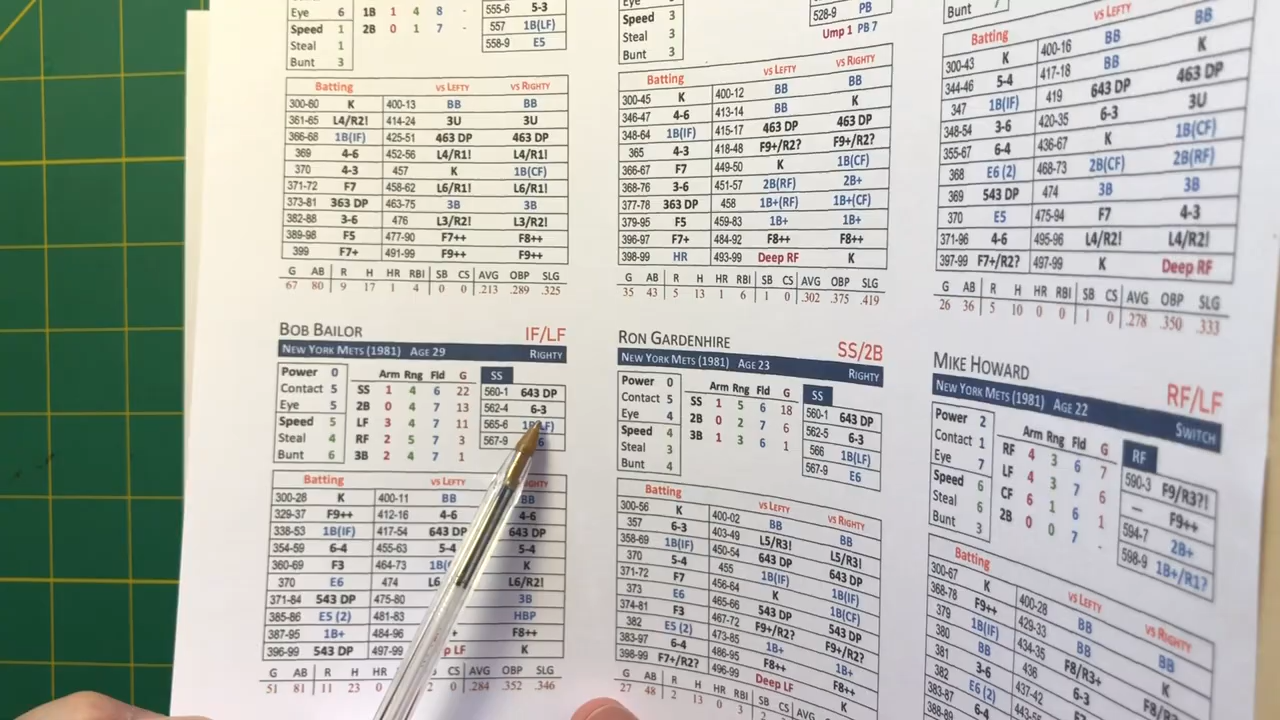 Eye 6 1B 1 4 8 -
Speed 1 2B 0 1 7 -
Steal 1
Bunt 3
555-6 5-3
557 1B(LF)
558-9 E5
Batting vs LEFTY vs RIGHTY
300-60 K 400-13 BB BB
361-65 L4/R2! 414-24 3U 3U
366-68 1B(IF) 425-51 463 DP 463 DP
369 4-6 452-56 L4/R1! L4/R1!
370 4-3 457 K 1B(CF)
371-72 F7 458-62 L6/R1! L6/R1!
373-81 363 DP 463-75 3B 3B
382-88 3-6 476 L3/R2! L3/R2!
389-98 F5 477-90 F7++ F8++
399 F7+ 491-99 F9++ F9++
G AB R H HR RBI SB CS AVG OBP SLG
67 80 9 17 1 4 0 0 .213 .289 .325
Eye
Speed 3
Steal 3
Bunt 3
528-9 PB
Ump 1 PB 7
Batting vs LEFTY vs RIGHTY
300-45 K 400-12 BB BB
346-47 4-6 413-14 BB K
348-64 1B(IF) 415-17 463 DP 463 DP
365 4-3 418-48 F9+/R2? F9+/R2?
366-67 F7 449-50 K 1B(CF)
368-76 3-6 451-57 2B(RF) 2B+
377-78 363 DP 458 1B+(RF) 1B+(CF)
379-95 F5 459-83 1B+ 1B+
396-97 F7+ 484-92 F8++ F8++
398-99 HR 493-99 Deep RF K
G AB R H HR RBI SB CS AVG OBP SLG
35 43 5 13 1 6 1 0 .302 .375 .419
Bunt 7
Batting vs LEFTY vs RIGHTY
300-43 K 400-16 BB BB
344-46 5-4 417-18 BB K
347 1B(IF) 419 643 DP 463 DP
348-54 3-6 420-35 6-3 3U
355-67 6-4 436-67 K 1B(CF)
368 E6 (2) 468-73 2B(CF) 2B(RF)
369 543 DP 474 3B 3B
370 E5 475-94 F7 4-3
371-96 4-6 495-96 L4/R2! L4/R2!
397-99 F7+/R2? 497-99 K Deep RF
G AB R H HR RBI SB CS AVG OBP SLG
26 36 5 10 0 0 1 0 .278 .350 .333
BOB BAILOR IF/LF
NEW YORK METS (1981) AGE 29 RIGHTY
Power 0 Arm Rng Fld G SS
Contact 5 SS 1 4 6 22 560-1 643 DP
Eye 5 2B 0 4 7 13 562-4 6-3
Speed 5 LF 3 4 7 11 565-6
Steal 4 RF 2 5 7 3 567-9
Bunt 6 3B 2 4 7 1
Batting vs LEFTY
300-28 K 400-11 BB BB
329-37 F9++ 412-16 4-6 4-6
338-53 1B(IF) 417-54 643 DP 643 DP
354-59 6-4 455-63 5-4 5-4
360-69 F3 464-73 K
370 E6 474 L6/R2!
371-84 543 DP 475-80 3B
385-86 E5 (2) 481-83 HBP
387-95 1B+ 484-96 F8++
396-99 543 DP 497-99 K
G AB R H CS AVG OBP SLG
51 81 11 23 0 0 .284 .352 .346
RON GARDENHIRE SS/2B
NEW YORK METS (1981) AGE 23 RIGHTY
Power 0 Arm Rng Fld G SS
Contact 5 SS 1 5 6 18 560-1 643 DP
Eye 4 2B 0 2 7 6 562-5 6-3
Speed 4 3B 1 3 6 1 566 1B(LF)
Steal 3 567-9 E6
Bunt 4
Batting vs LEFTY vs RIGHTY
300-56 K 400-02 BB BB
357 6-3 403-49 L5/R3! L5/R3!
358-69 1B(IF) 450-54 643 DP 643 DP
370 5-4 455 1B(IF) 1B(IF)
371-72 F7 456-64 K 1B(CF)
373 E6 465-66 543 DP 543 DP
374-81 F3 467-72 F9+/R2? F9+/R2?
382 E5 (2) 473-85 1B+ 1B+
383-97 6-4 486-95 F8++ F8++
398-99 F7+/R2? 496-99 Deep LF K
G AB R H HR RBI SB CS AVG OBP SLG
27 48 2 13 0 3
MIKE HOWARD RF/LF
NEW YORK METS (1981) AGE 22 SWITCH
Power 2 Arm Rng Fld G RF
Contact 1 RF 4 3 6 7 590-3 F9/R3?!
Eye 7 LF 4 3 7 6 — F9++
Speed 6 CF 6 1 6 1 594-7 2B+
Steal 6 2B 0 0 7 - 598-9 1B+/R1?
Bunt 3
Batting vs LEFTY vs RIGHTY
300-67 K 400-28 BB BB
368-78 F9++ 429-33 BB K
379 1B(IF) 434-35 F8/R3+
380 BB 436 6-3
381 3-6 437-42
382 E6 (2)
383-87 6-4